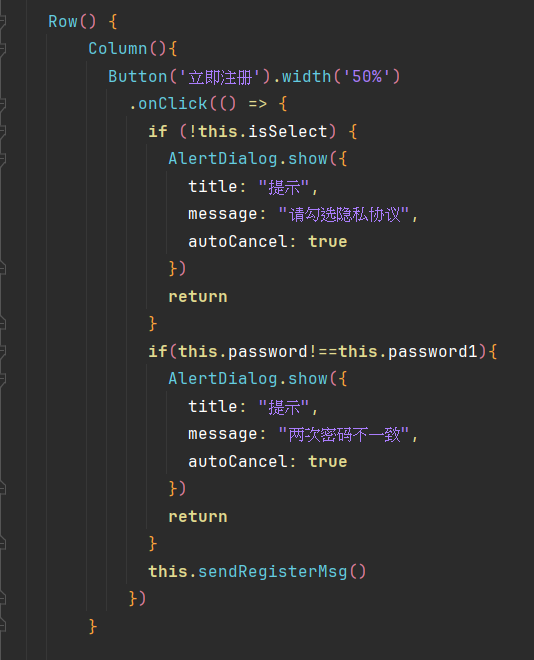 Row() {
Column(){
Button('立即注册').width('50%')
.onClick(() => {
if (!this.isSelect) {
AlertDialog.show({
title: "提示",
message: "请勾选隐私协议",
autoCancel: true
})
return
}
if(this.password!==this.password1){
AlertDialog.show({
title: "提示",
message: "两次密码不一致",
autoCancel: true
})
return
}
this.sendRegisterMsg()
})
}